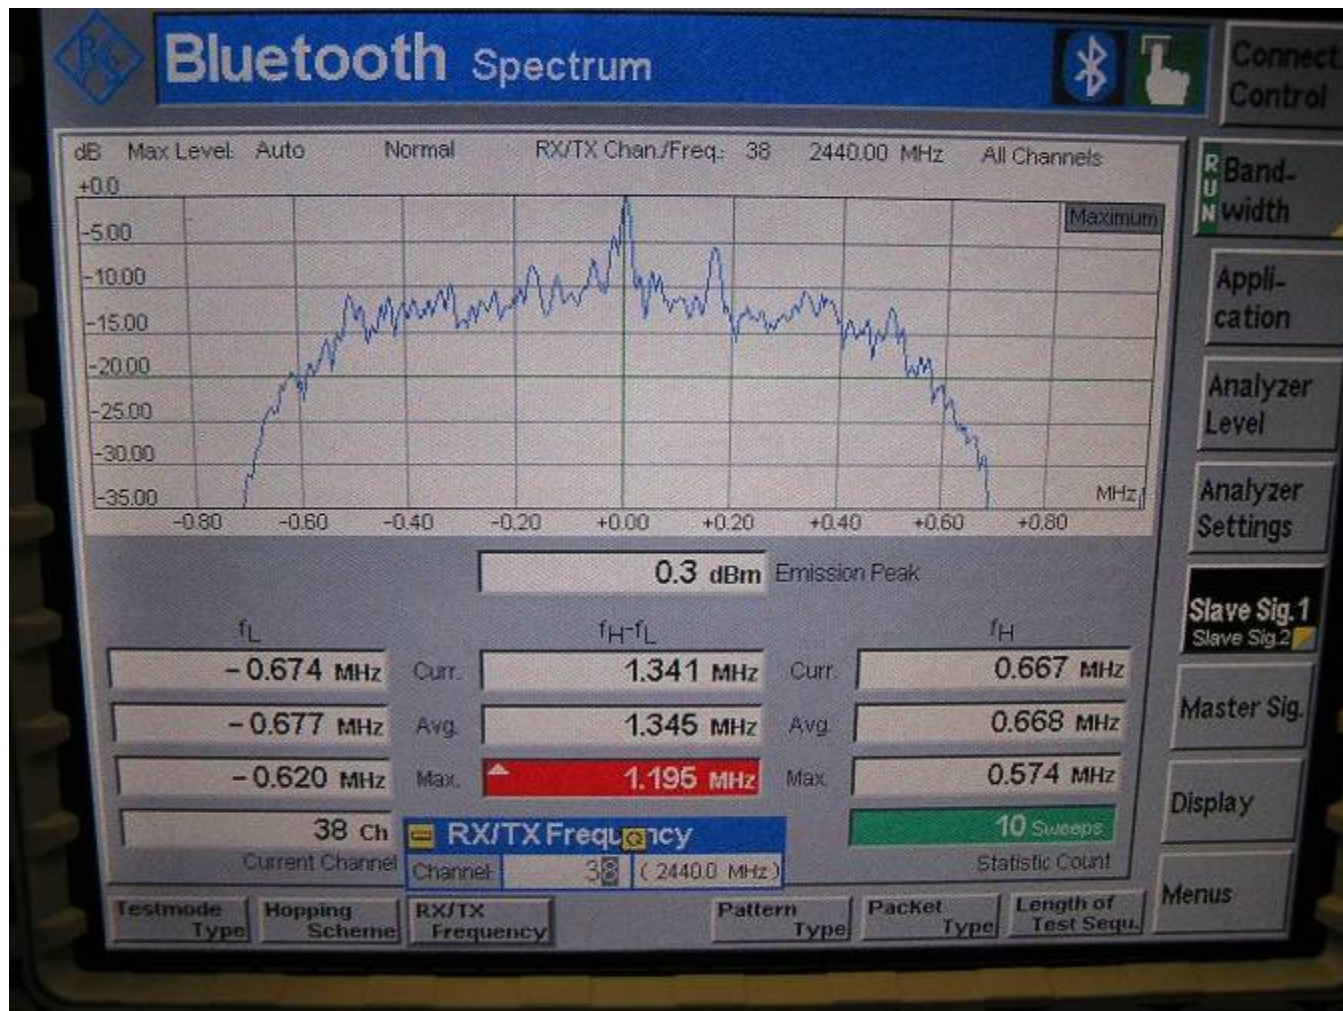 R&S
Bluetooth Spectrum
Connect.
Control
dB Max Level: Auto Normal RX/TX Chan./Freq.: 38 2440.00 MHz All Channels
+0.0
Maximum
-5.00
-10.00
-15.00
-20.00
-25.00
-30.00
-35.00
MHz
-0.80 -0.60 -0.40 -0.20 +0.00 +0.20 +0.40 +0.60 +0.80
0.3 dBm Emission Peak
fL fH-fL fH
-0.674 MHz Curr. 1.341 MHz Curr. 0.667 MHz
-0.677 MHz Avg. 1.345 MHz Avg. 0.668 MHz
-0.620 MHz Max. 1.195 MHz Max. 0.574 MHz
38 Ch
Current Channel
RX/TX Frequency
Channel: 38 (2440.0 MHz)
10 Sweeps
Statistic Count
RUN
Band-
width
Appli-
cation
Analyzer
Level
Analyzer
Settings
Slave Sig.1
Slave Sig.2
Master Sig.
Display
Menus
Testmode
Type
Hopping
Scheme
RX/TX
Frequency
Pattern
Type
Packet
Type
Length of
Test Sequ.